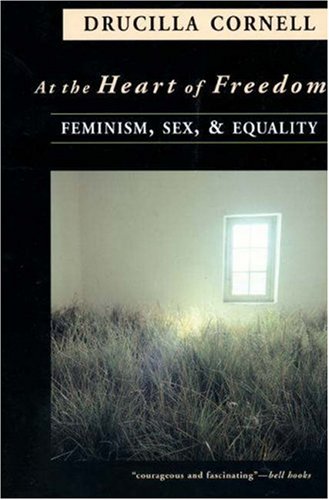 DRUCILLA CORNELL
At the Heart of Freedom
FEMINISM, SEX, & EQUALITY
"courageous and fascinating"—bell hooks